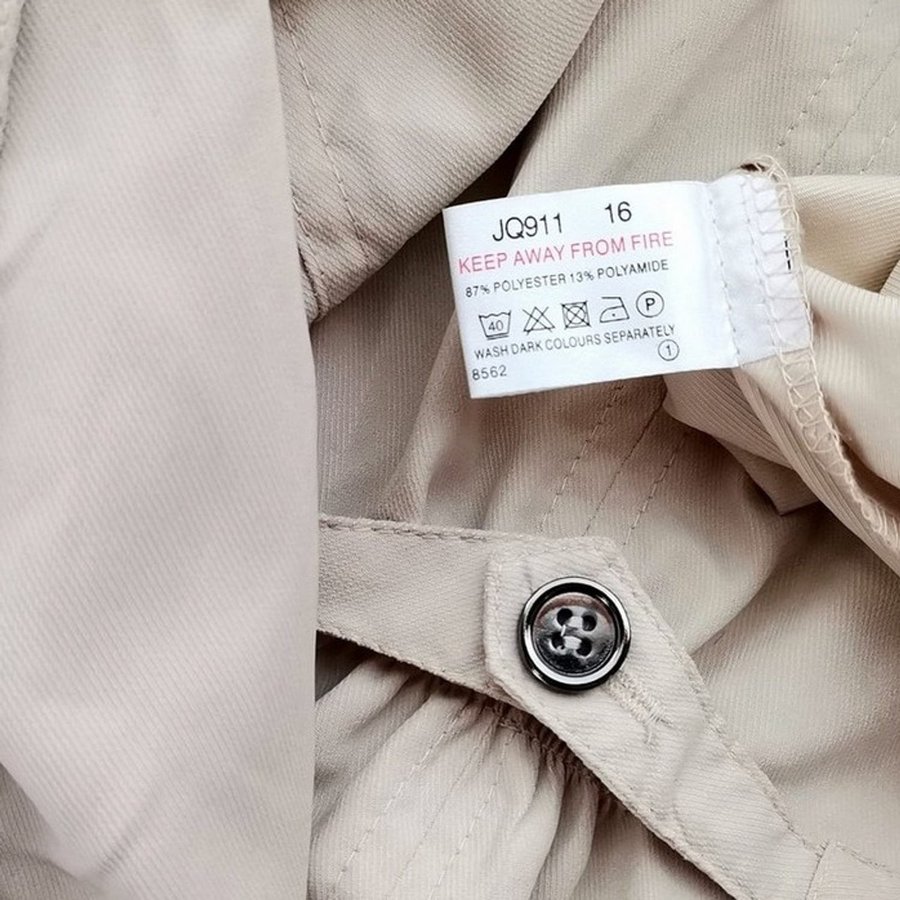 JQ911 16
KEEP AWAY FROM FIRE
87% POLYESTER 13% POLYAMIDE
40 P
WASH DARK COLOURS SEPARATELY
8562 1